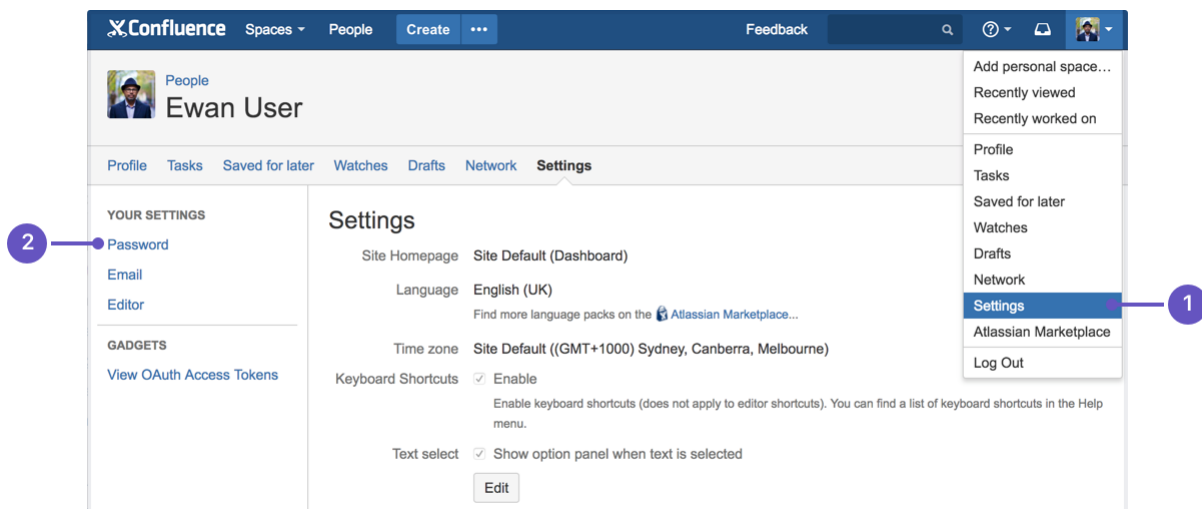 Confluence Spaces People Create ••• Feedback
People
Ewan User
Profile Tasks Saved for later Watches Drafts Network Settings
YOUR SETTINGS
Password
Email
Editor
GADGETS
View OAuth Access Tokens
2
Settings
Site Homepage Site Default (Dashboard)
Language English (UK)
Find more language packs on the Atlassian Marketplace...
Time zone Site Default ((GMT+1000) Sydney, Canberra, Melbourne)
Keyboard Shortcuts Enable
Enable keyboard shortcuts (does not apply to editor shortcuts). You can find a list of keyboard shortcuts in the Help
menu.
Text select Show option panel when text is selected
Edit
Add personal space...
Recently viewed
Recently worked on
Profile
Tasks
Saved for later
Watches
Drafts
Network
Settings
Atlassian Marketplace
Log Out
1